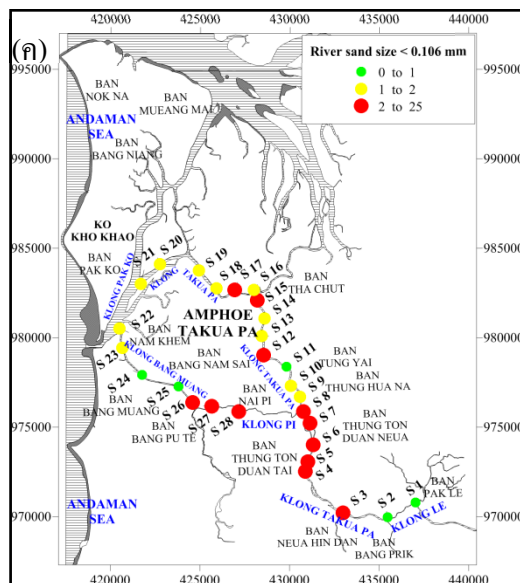 420000 425000 430000 435000 440000
(ค)
River sand size < 0.106 mm
0 to 1
1 to 2
2 to 25
995000
990000
985000
980000
975000
970000
BAN
NOK NA
BAN
MUEANG MAI
ANDAMAN
SEA
BAN
BANG NIANG
KO
KHO KHAO
BAN
PAK KO
KLONG PAK KO
KLONG
TAKUA PA
S 21
S 20
S 19
S 18
S 17
S 16
S 15
S 14
S 13
S 12
S 11
S 10
S 9
S 8
S 7
S 6
S 5
S 4
S 3
S 2
S 1
S 22
S 23
S 24
S 25
S 26
S 27
S 28
BAN
THA CHUT
AMPHOE
TAKUA PA
BAN
NAM KHEM
KLONG BANG MUANG
BAN
BANG NAM SAI
KLONG TAKUA PA
BAN
TUNG YAI
BAN
THUNG HUA NA
BAN
BANG MUANG
BAN
NAI PI
BAN
BANG PU TE
KLONG PI
BAN
THUNG TON
DUAN NEUA
BAN
THUNG TON
DUAN TAI
BAN
PAK LE
KLONG TAKUA PA
KLONG LE
BAN
NEUA HIN DAN
BAN
BANG PRIK
ANDAMAN
SEA
420000 425000 430000 435000 440000